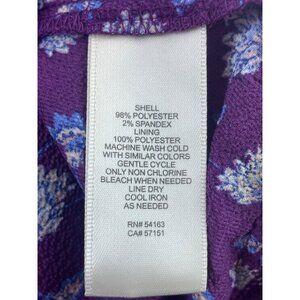 SHELL
98% POLYESTER
2% SPANDEX
LINING
100% POLYESTER
MACHINE WASH COLD
WITH SIMILAR COLORS
GENTLE CYCLE
ONLY NON CHLORINE
BLEACH WHEN NEEDED
LINE DRY
COOL IRON
AS NEEDED
RN# 54163
CA# 57151